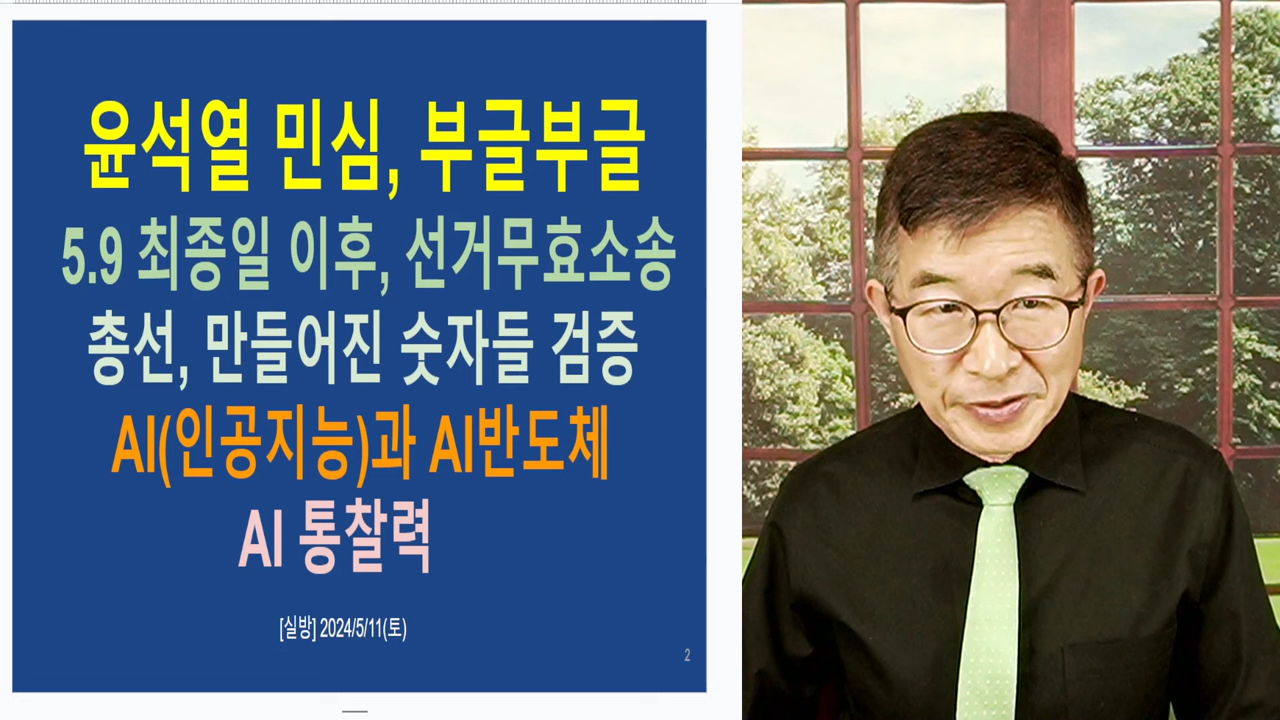 윤석열 민심, 부글부글
5.9 최종일 이후, 선거무효소송
총선, 만들어진 숫자들 검증
AI(인공지능)과 AI반도체
AI 통찰력
[실방] 2024/5/11(토)
2